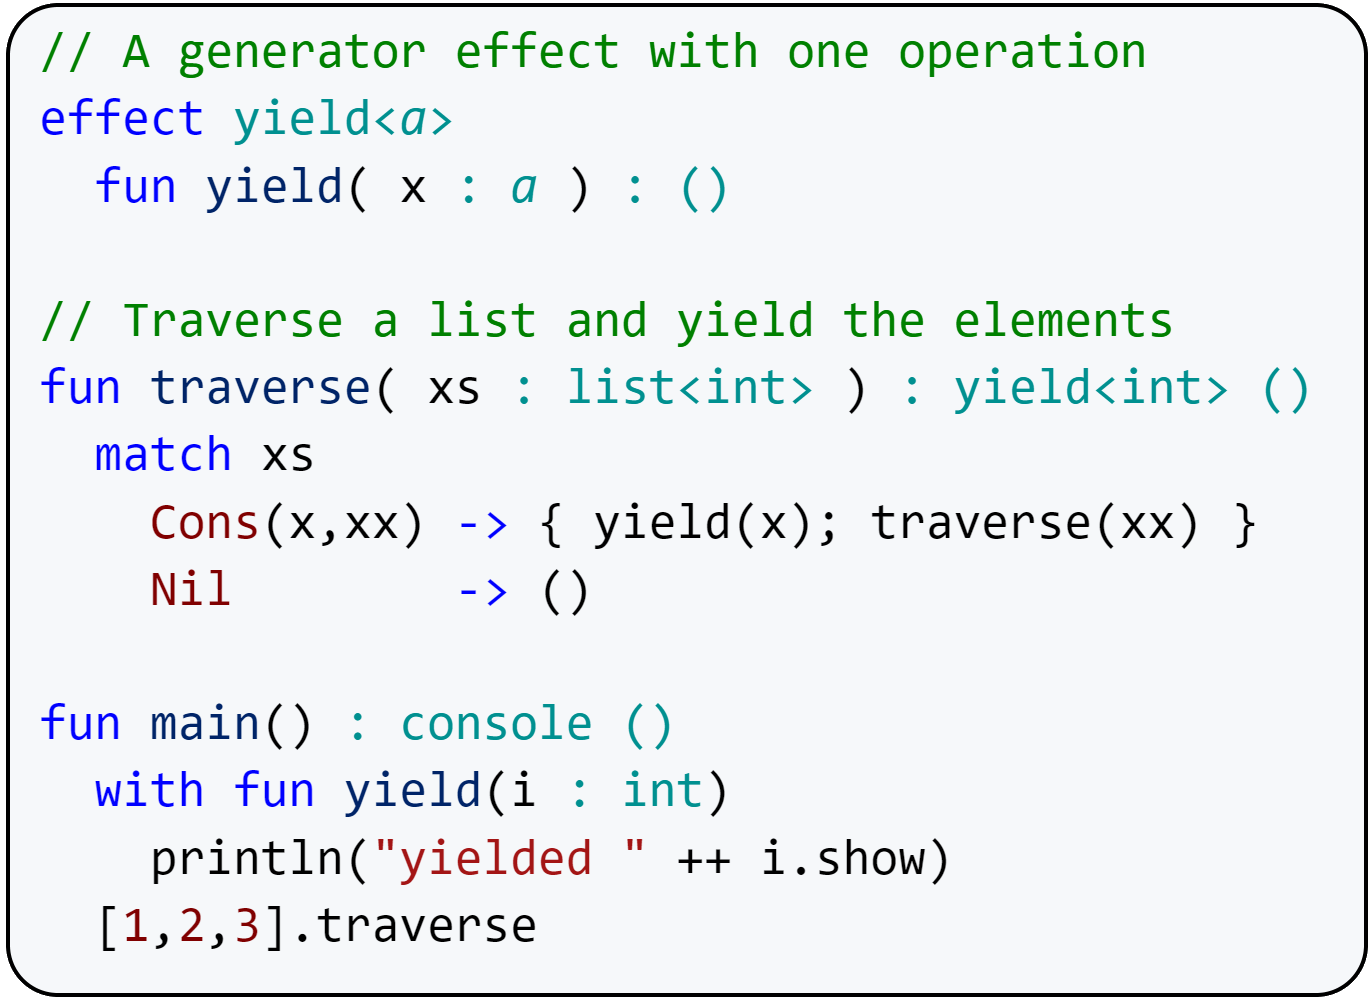 // A generator effect with one operation
effect yield<a>
  fun yield( x : a ) : ()

// Traverse a list and yield the elements
fun traverse( xs : list<int> ) : yield<int> ()
  match xs
    Cons(x,xx) -> { yield(x); traverse(xx) }
    Nil        -> ()

fun main() : console ()
  with fun yield(i : int)
    println("yielded " ++ i.show)
  [1,2,3].traverse